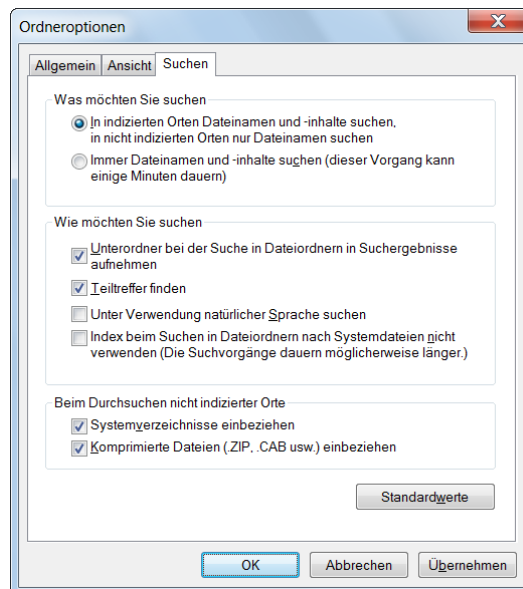 Ordneroptionen
Allgemein Ansicht Suchen
Was möchten Sie suchen
In indizierten Orten Dateinamen und -inhalte suchen,
in nicht indizierten Orten nur Dateinamen suchen
Immer Dateinamen und -inhalte suchen (dieser Vorgang kann
einige Minuten dauern)
Wie möchten Sie suchen
Unterordner bei der Suche in Dateiordnern in Suchergebnisse
aufnehmen
Teiltreffer finden
Unter Verwendung natürlicher Sprache suchen
Index beim Suchen in Dateiordnern nach Systemdateien nicht
verwenden (Die Suchvorgänge dauern möglicherweise länger.)
Beim Durchsuchen nicht indizierter Orte
Systemverzeichnisse einbeziehen
Komprimierte Dateien (.ZIP, .CAB usw.) einbeziehen
Standardwerte
OK Abbrechen Übernehmen